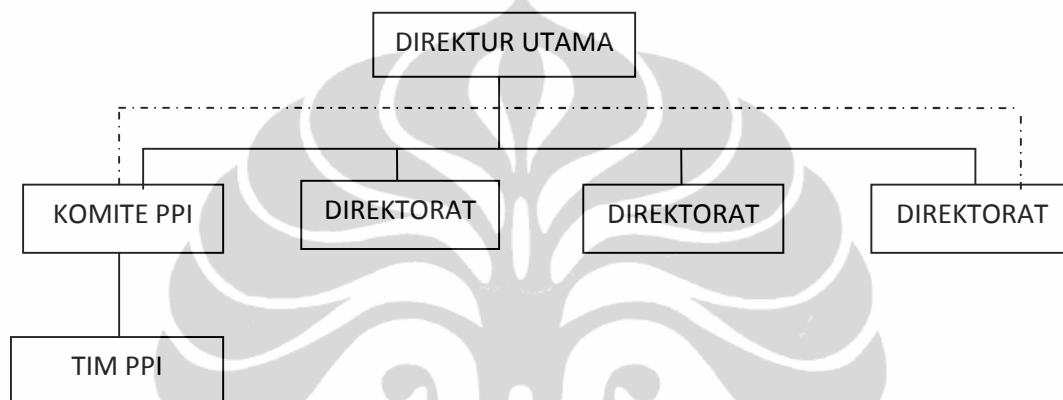 DIREKTUR UTAMA
KOMITE PPI
DIREKTORAT
DIREKTORAT
DIREKTORAT
TIM PPI